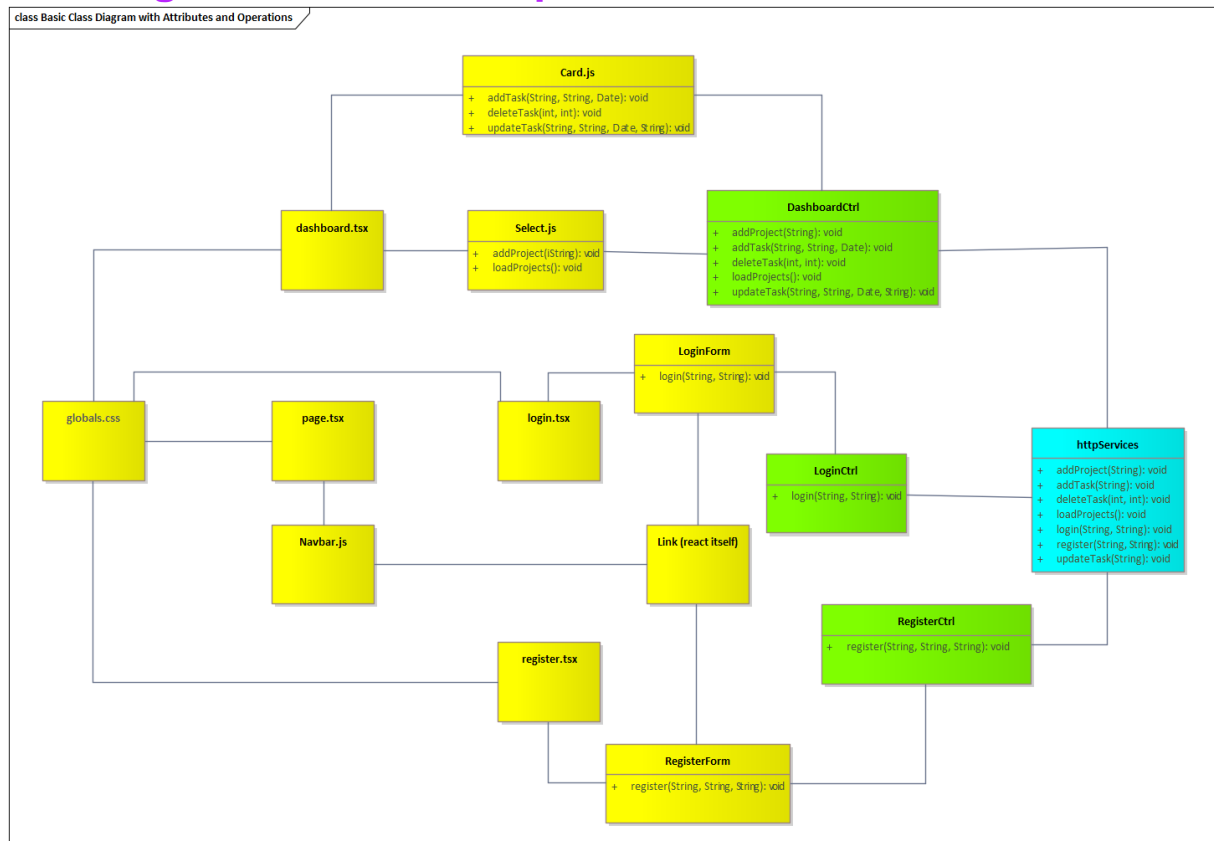 class Basic Class Diagram with Attributes and Operations
Card.js
+ addTask(String, String, Date): void
+ deleteTask(int, int): void
+ updateTask(String, String, Date, String): void
dashboard.tsx
Select.js
+ addProject(iString): void
+ loadProjects(): void
DashboardCtrl
+ addProject(String): void
+ addTask(String, String, Date): void
+ deleteTask(int, int): void
+ loadProjects(): void
+ updateTask(String, String, Date, String): void
LoginForm
+ login(String, String): void
globals.css
page.tsx
login.tsx
LoginCtrl
+ login(String, String): void
httpServices
+ addProject(String): void
+ addTask(String): void
+ deleteTask(int, int): void
+ loadProjects(): void
+ login(String, String): void
+ register(String, String): void
+ updateTask(String): void
Navbar.js
Link (react itself)
RegisterCtrl
+ register(String, String, String): void
register.tsx
RegisterForm
+ register(String, String, String): void